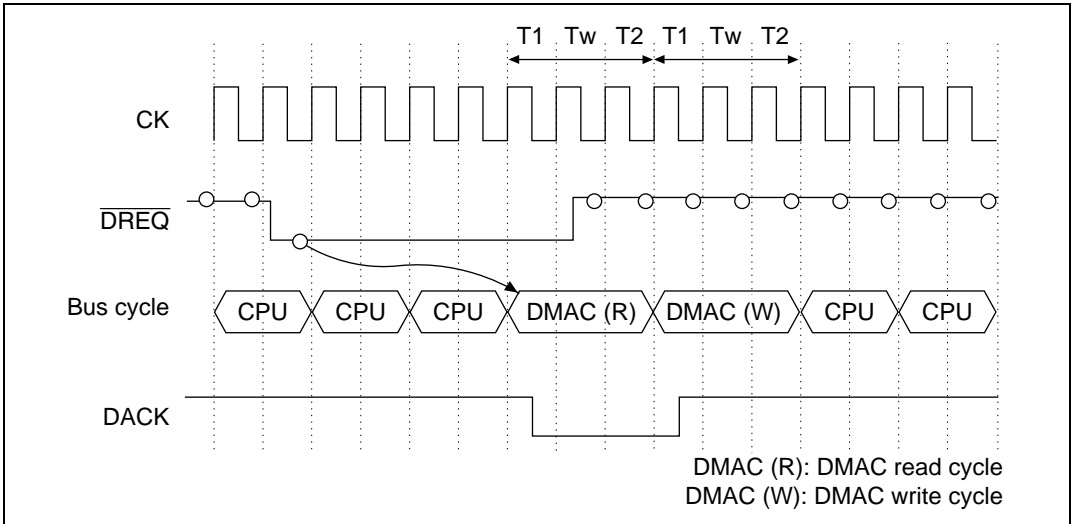 T1 Tw T2 T1 Tw T2
CK
DREQ
Bus cycle CPU CPU CPU DMAC (R) DMAC (W) CPU CPU
DACK
DMAC (R): DMAC read cycle
DMAC (W): DMAC write cycle